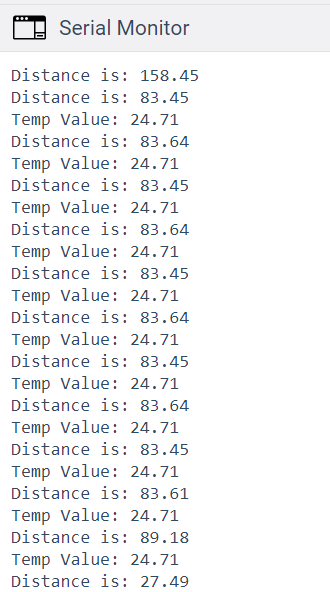 Serial Monitor
Distance is: 158.45
Distance is: 83.45
Temp Value: 24.71
Distance is: 83.64
Temp Value: 24.71
Distance is: 83.45
Temp Value: 24.71
Distance is: 83.64
Temp Value: 24.71
Distance is: 83.45
Temp Value: 24.71
Distance is: 83.64
Temp Value: 24.71
Distance is: 83.45
Temp Value: 24.71
Distance is: 83.64
Temp Value: 24.71
Distance is: 83.45
Temp Value: 24.71
Distance is: 83.61
Temp Value: 24.71
Distance is: 89.18
Temp Value: 24.71
Distance is: 27.49